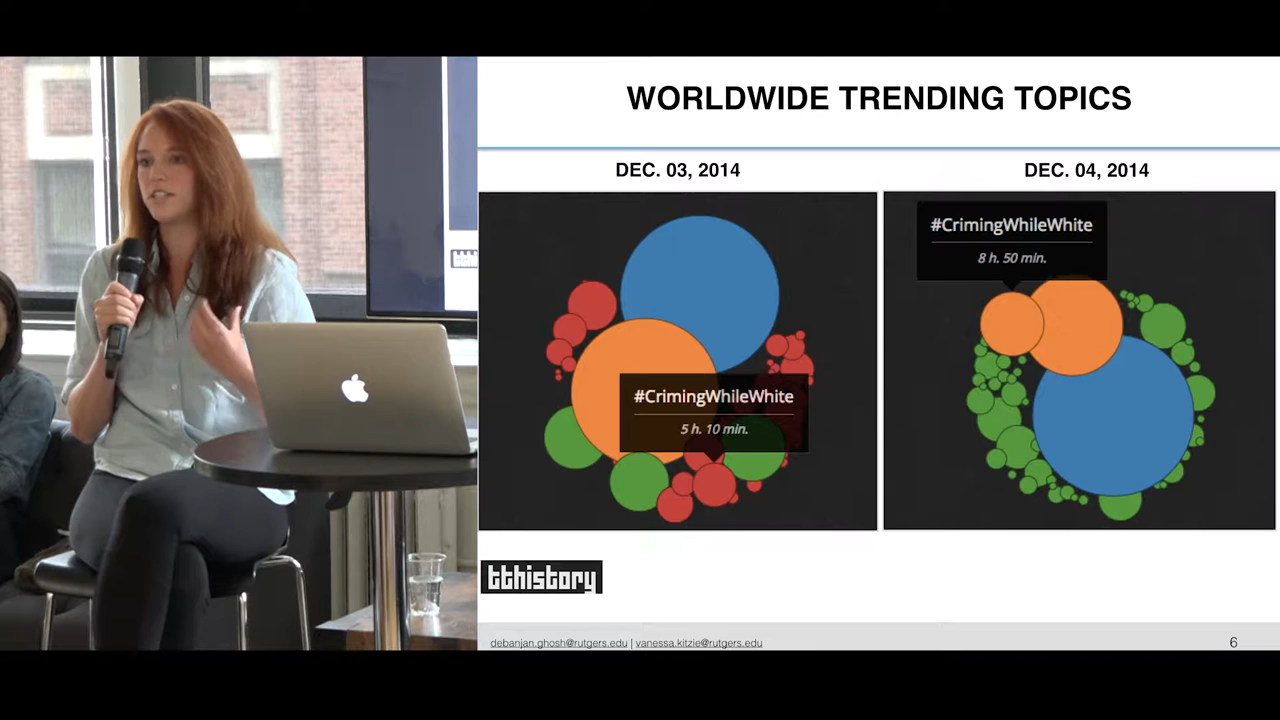 WORLDWIDE TRENDING TOPICS
DEC. 03, 2014
DEC. 04, 2014
#CrimingWhileWhite
5 h. 10 min.
#CrimingWhileWhite
8 h. 50 min.
tthistory
debanjan.ghosh@rutgers.edu | vanessa.kitzie@rutgers.edu
6